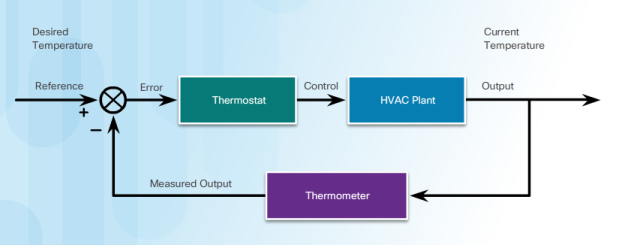 Desired
Temperature
Current
Temperature
Reference
Error
Thermostat
Control
HVAC Plant
Output
+
−
Measured Output
Thermometer